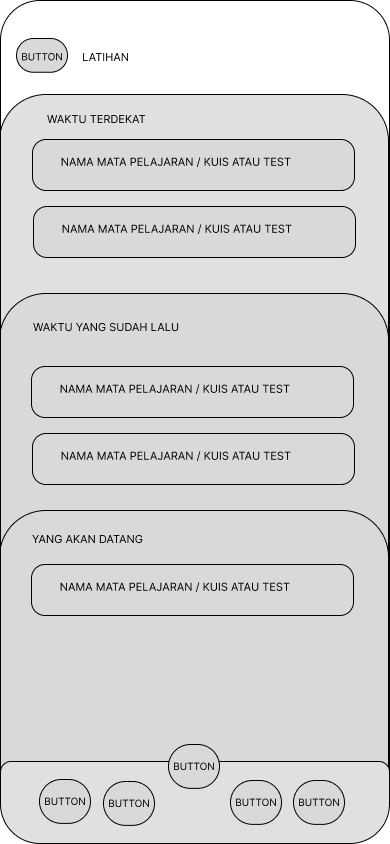 BUTTON LATIHAN
WAKTU TERDEKAT
NAMA MATA PELAJARAN / KUIS ATAU TEST
NAMA MATA PELAJARAN / KUIS ATAU TEST
WAKTU YANG SUDAH LALU
NAMA MATA PELAJARAN / KUIS ATAU TEST
NAMA MATA PELAJARAN / KUIS ATAU TEST
YANG AKAN DATANG
NAMA MATA PELAJARAN / KUIS ATAU TEST
BUTTON
BUTTON BUTTON BUTTON BUTTON